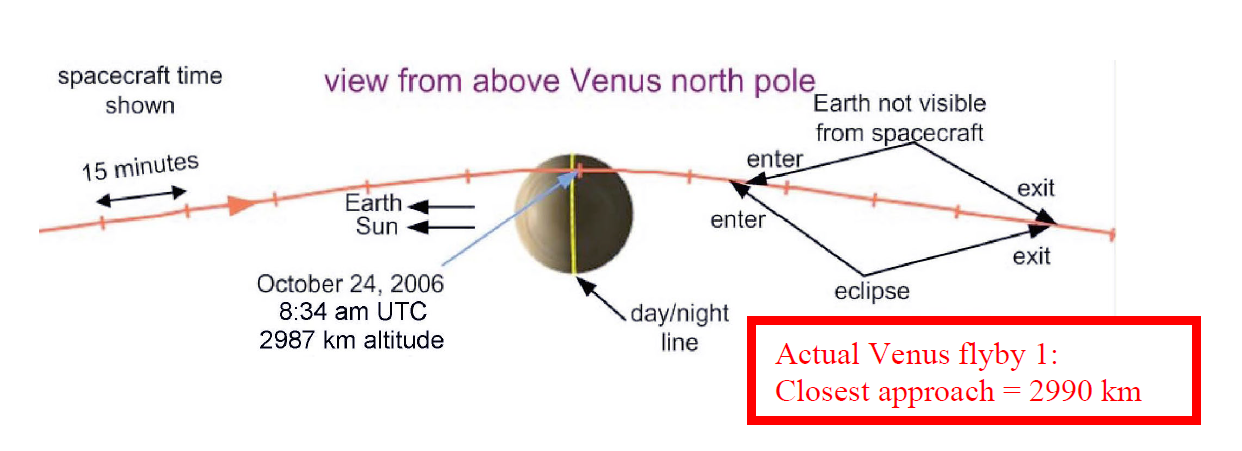 view from above Venus north pole
spacecraft time
shown
15 minutes
Earth
Sun
October 24, 2006
8:34 am UTC
2987 km altitude
day/night
line
Earth not visible
from spacecraft
enter
exit
enter
exit
eclipse
Actual Venus flyby 1:
Closest approach = 2990 km